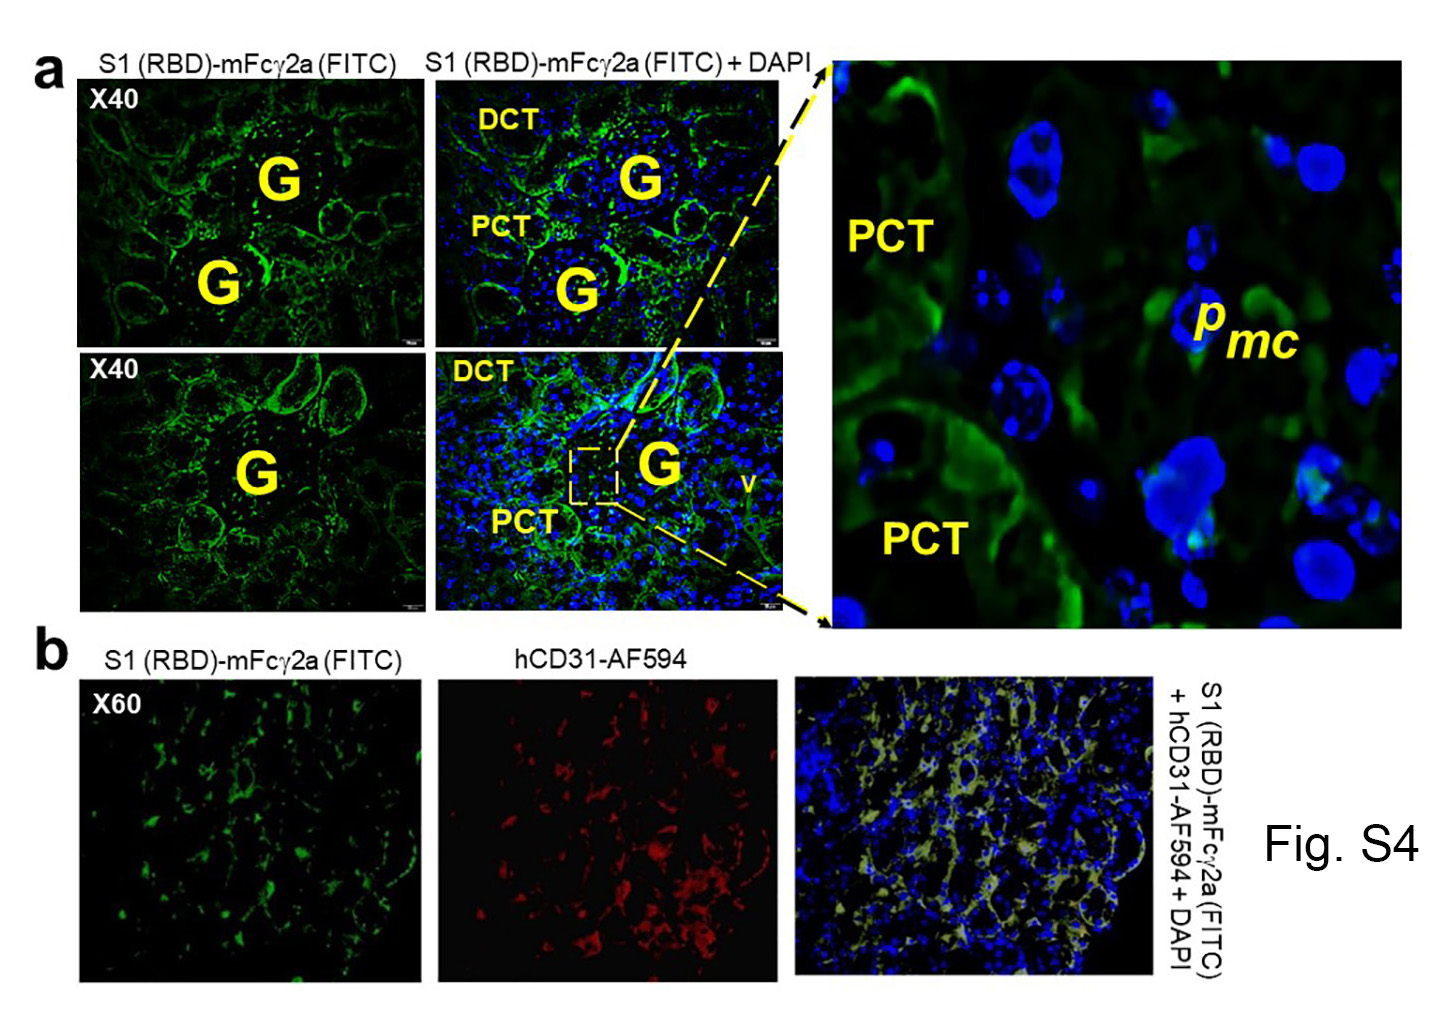 a
S1 (RBD)-mFcγ2a (FITC)
S1 (RBD)-mFcγ2a (FITC) + DAPI
X40
G
G
DCT
G
PCT
G
PCT
p
mc
PCT
X40
G
DCT
G
v
PCT
b
S1 (RBD)-mFcγ2a (FITC)
hCD31-AF594
X60
S1 (RBD)-mFcγ2a (FITC)
+ hCD31-AF594 + DAPI
Fig. S4